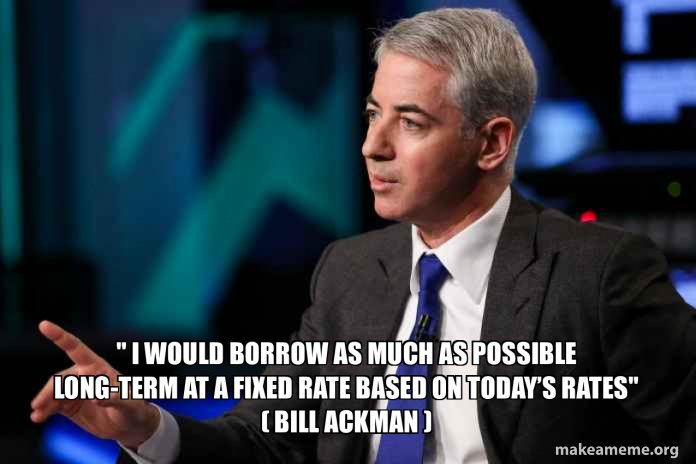 " I WOULD BORROW AS MUCH AS POSSIBLE
LONG-TERM AT A FIXED RATE BASED ON TODAY'S RATES"
( BILL ACKMAN )
makeameme.org